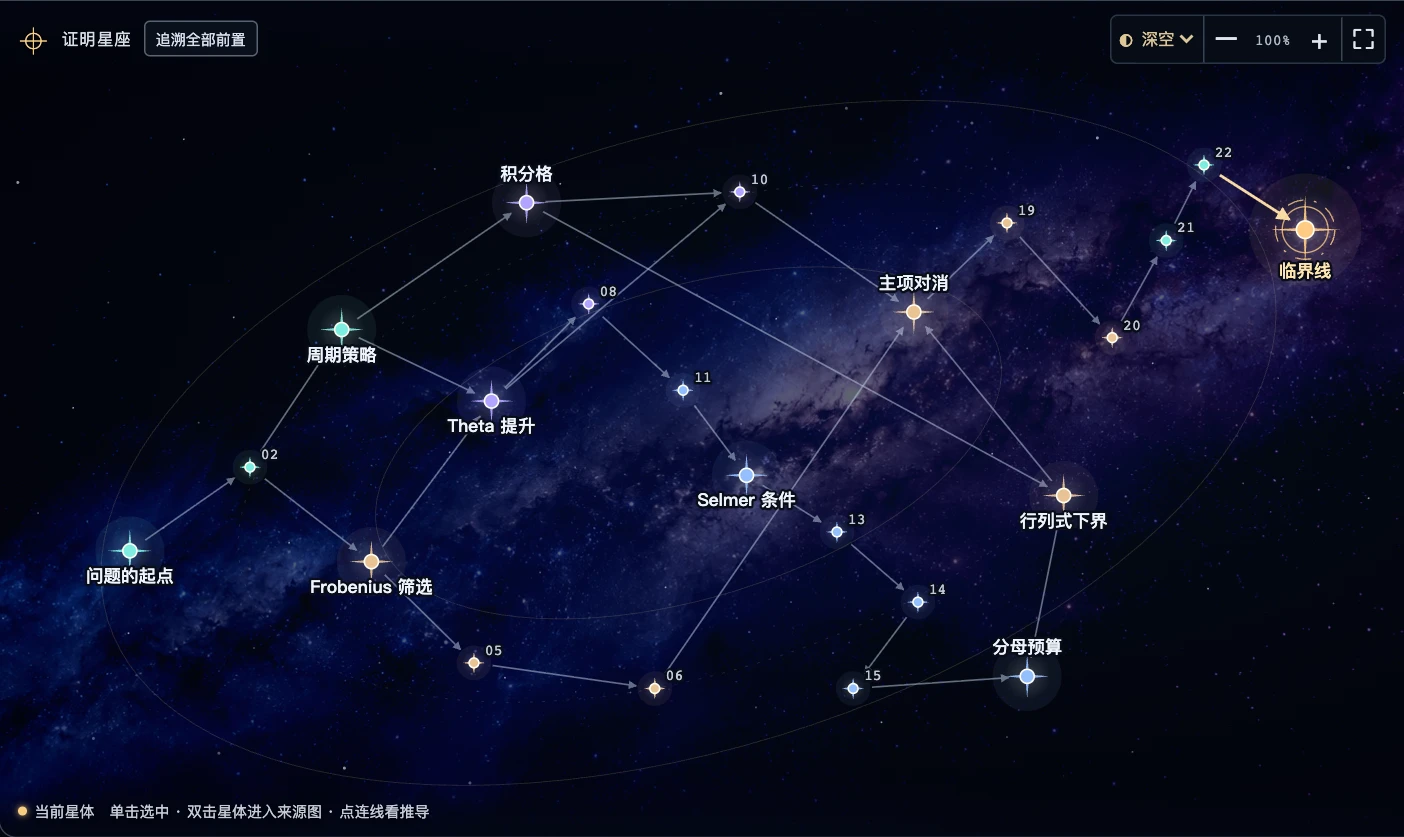 证明星座
追溯全部前置
深空
100%
22
积分格
10
19
21
临界线
主项对消
08
20
周期策略
11
Theta 提升
02
Selmer 条件
13
行列式下界
问题的起点
Frobenius 筛选
14
分母预算
05
06
15
当前星体 单击选中 · 双击星体进入来源图 · 点连线看推导